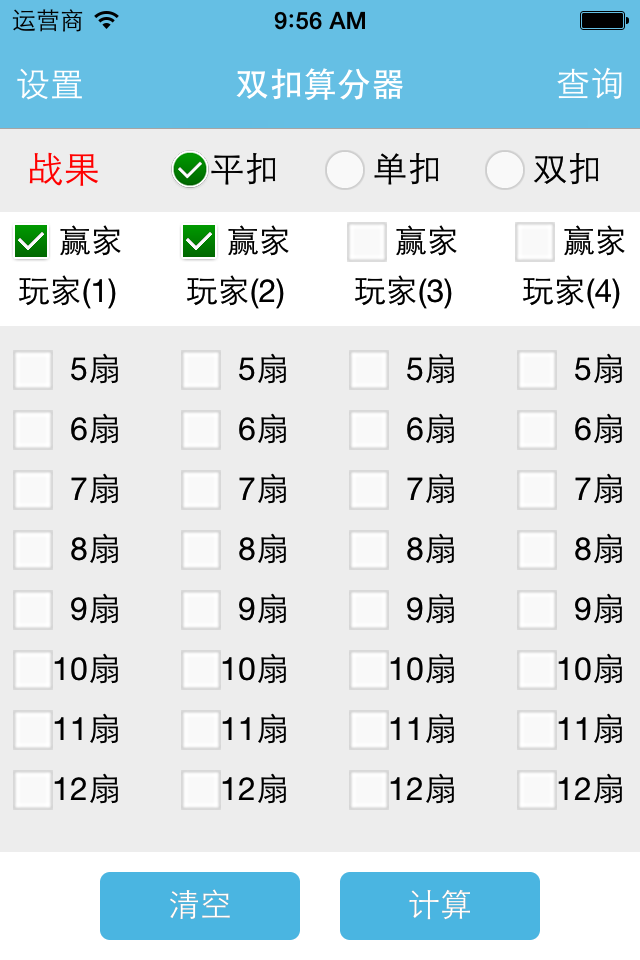 运营商 9:56 AM
设置 双扣算分器 查询
战果 平扣 单扣 双扣
赢家 赢家 赢家 赢家
玩家(1) 玩家(2) 玩家(3) 玩家(4)
5扇 5扇 5扇 5扇
6扇 6扇 6扇 6扇
7扇 7扇 7扇 7扇
8扇 8扇 8扇 8扇
9扇 9扇 9扇 9扇
10扇 10扇 10扇 10扇
11扇 11扇 11扇 11扇
12扇 12扇 12扇 12扇
清空 计算